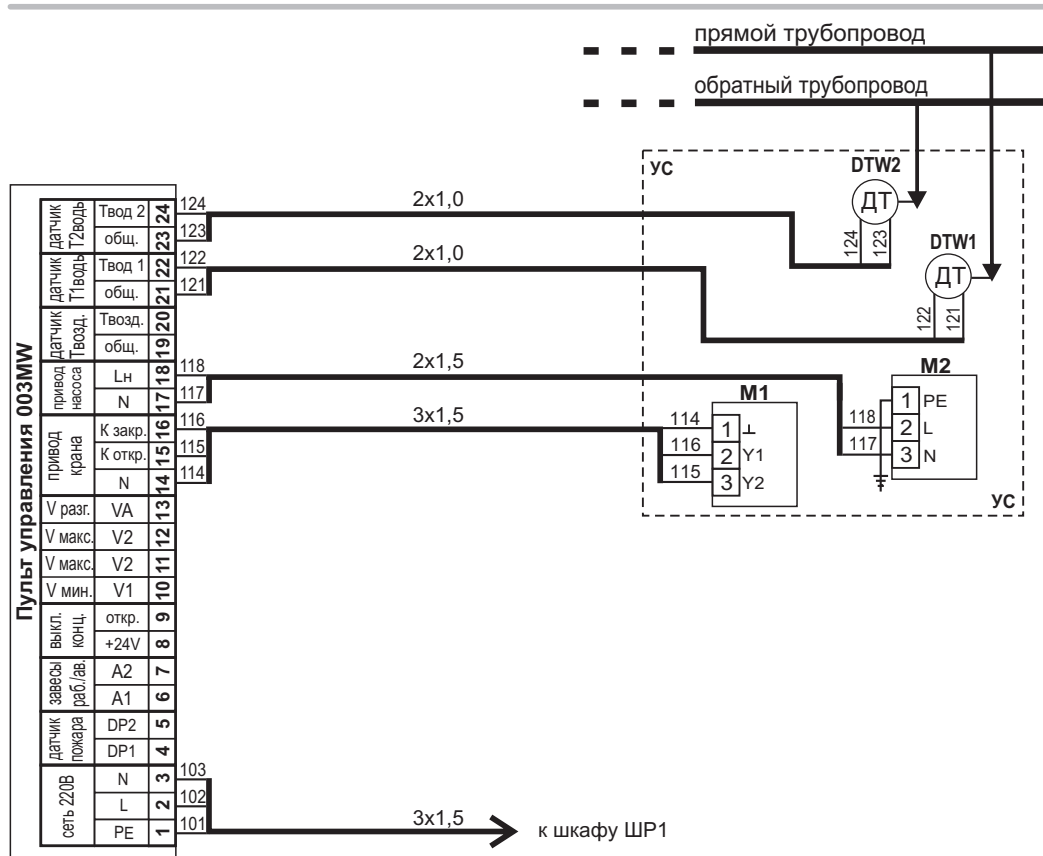 прямой трубопровод
обратный трубопровод
УС
DTW2
ДТ
124
123
DTW1
ДТ
122
121
Пульт управления 003MW
датчик
Т2водь
Твод 2
24
124
2x1,0
общ.
23
123
датчик
Т1водь
Твод 1
22
122
2x1,0
общ.
21
121
датчик
Твозд.
Твозд.
20
общ.
19
привод
насоса
Lн
18
118
2x1,5
N
17
117
привод
крана
К закр.
16
116
3x1,5
К откр.
15
115
N
14
114
M1
114
1
⊥
116
2
Y1
115
3
Y2
M2
1
PE
118
2
L
117
3
N
УС
V разг.
VA
13
V макс.
V2
12
V макс.
V2
11
V мин.
V1
10
выкл.
конц.
откр.
9
+24V
8
завесы
раб./ав.
A2
7
A1
6
датчик
пожара
DP2
5
DP1
4
сеть 220В
N
3
103
L
2
102
PE
1
101
3x1,5
к шкафу ШР1